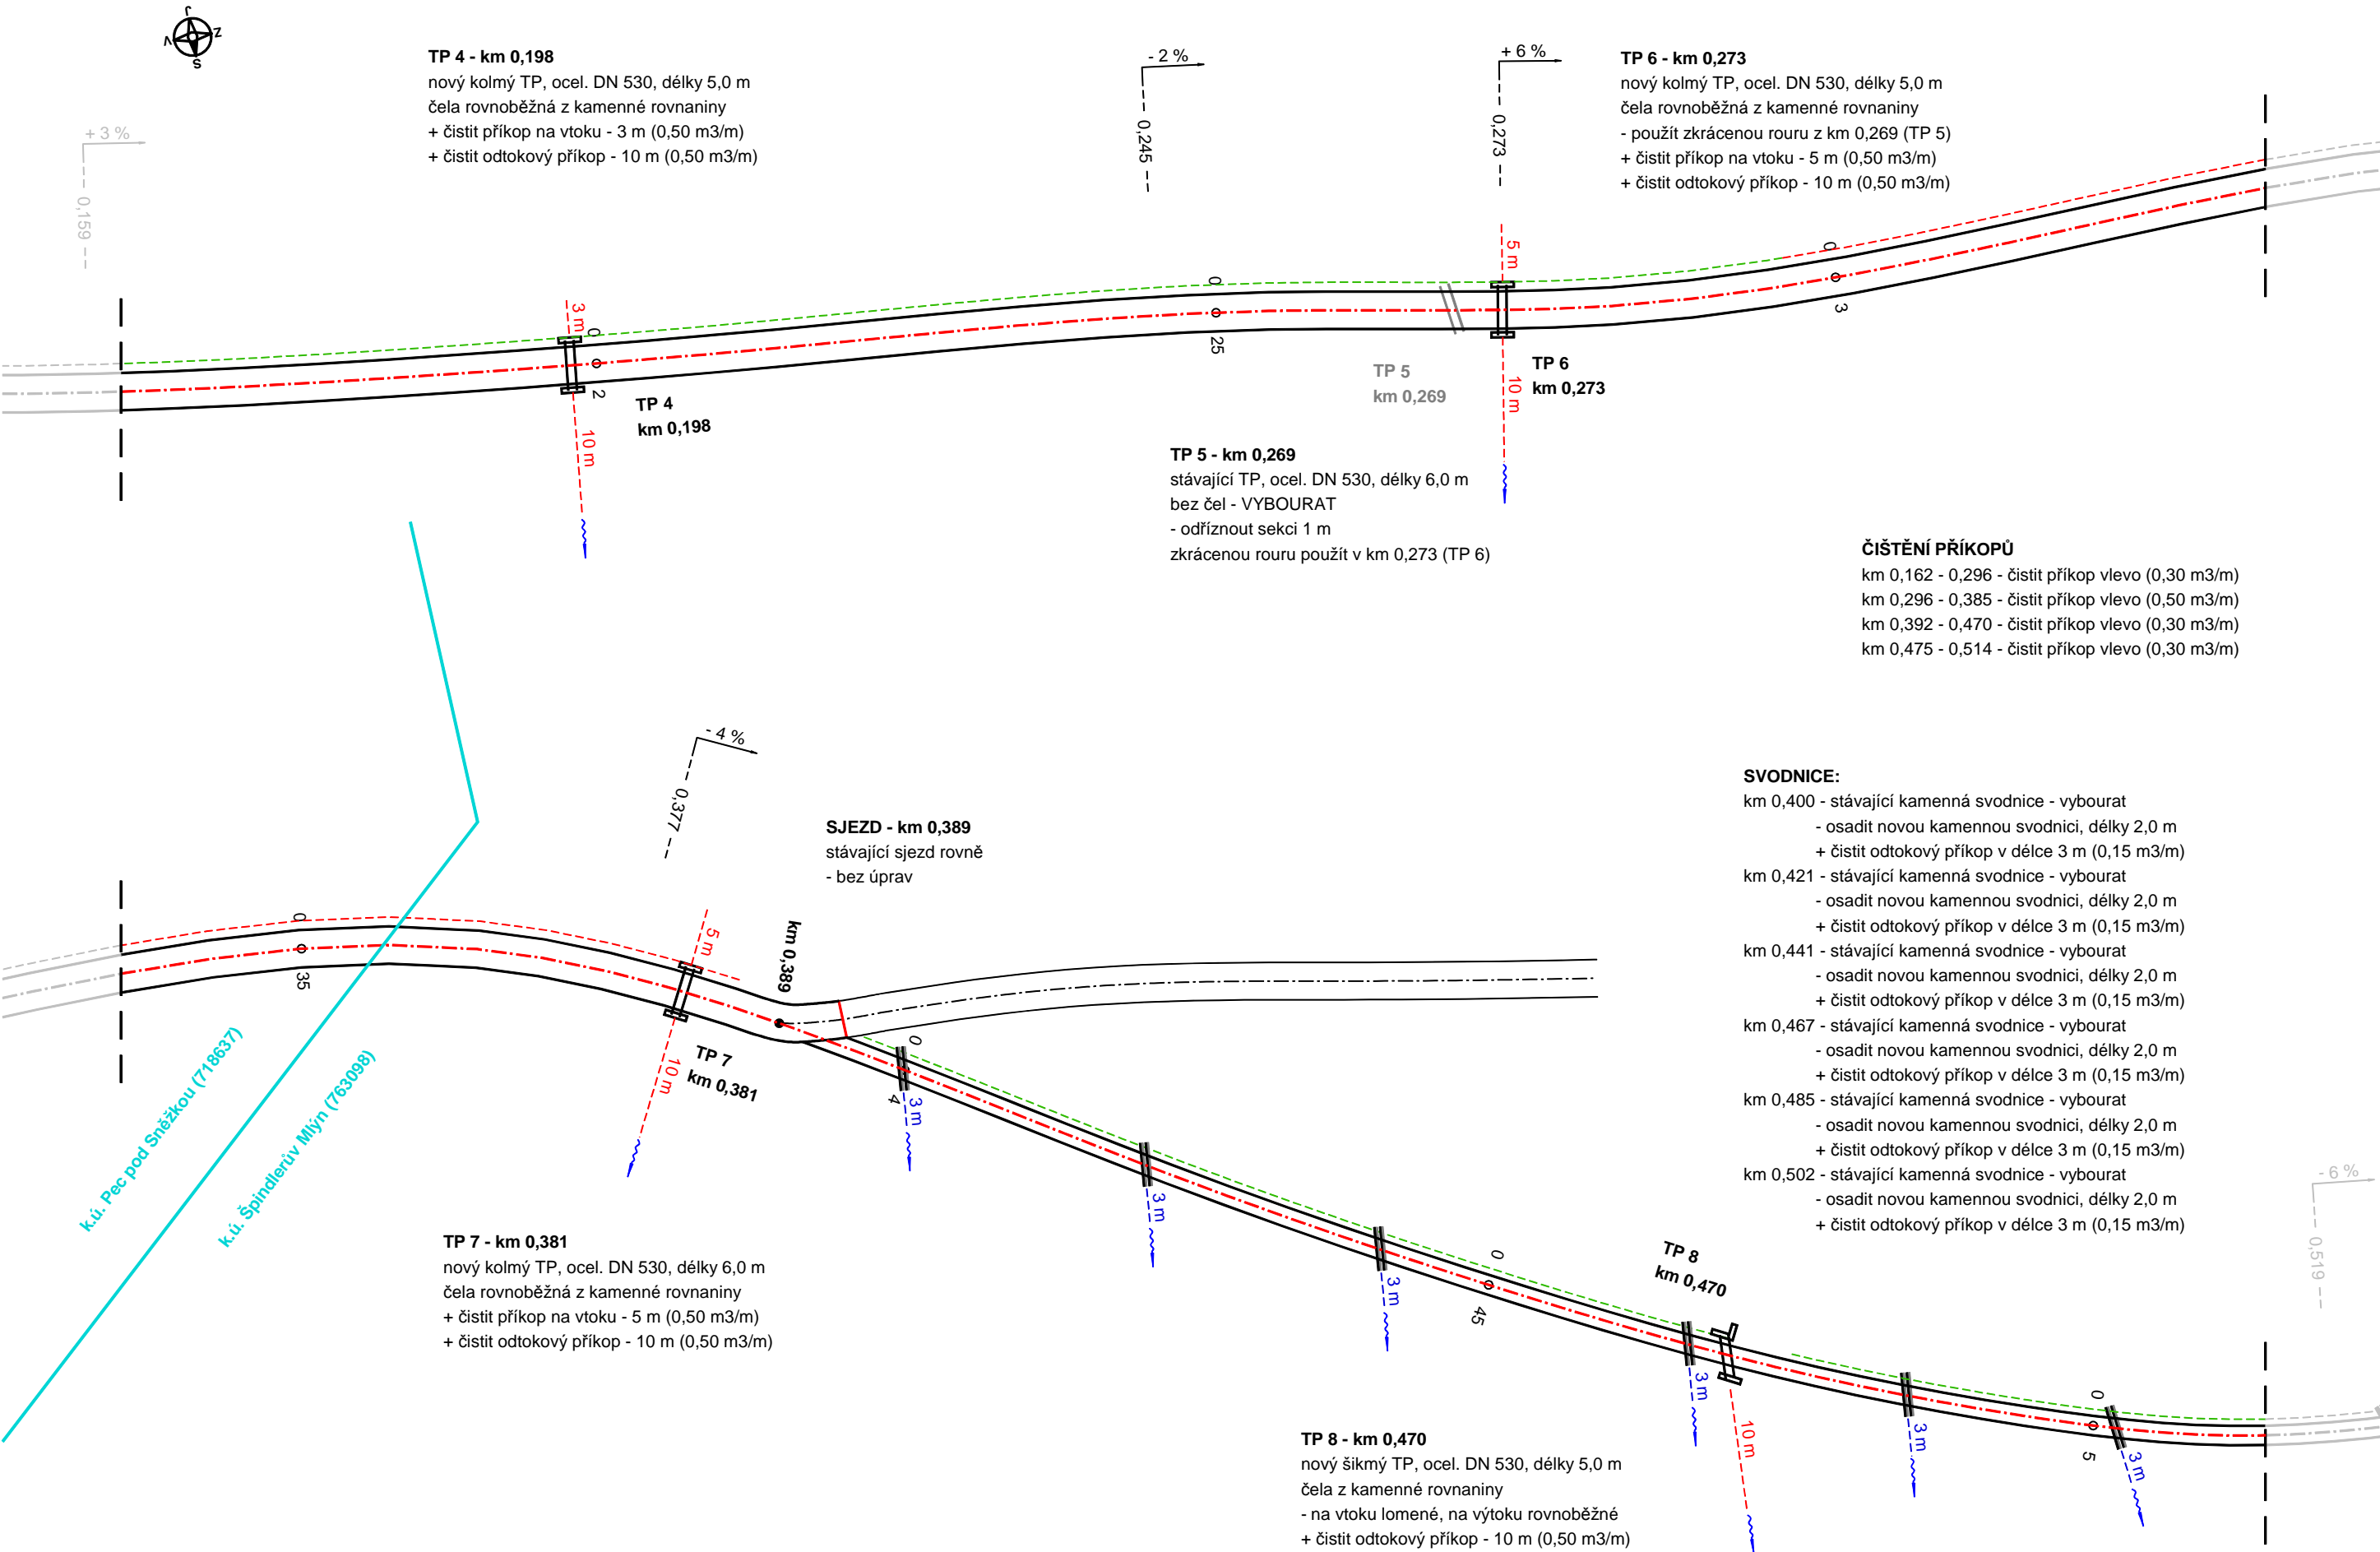 J
Z
V
S
TP 4 - km 0,198
nový kolmý TP, ocel. DN 530, délky 5,0 m
čela rovnoběžná z kamenné rovnaniny
+ čistit příkop na vtoku - 3 m (0,50 m3/m)
+ čistit odtokový příkop - 10 m (0,50 m3/m)
- 2 %
+ 6 %
TP 6 - km 0,273
nový kolmý TP, ocel. DN 530, délky 5,0 m
čela rovnoběžná z kamenné rovnaniny
- použít zkrácenou rouru z km 0,269 (TP 5)
+ čistit příkop na vtoku - 5 m (0,50 m3/m)
+ čistit odtokový příkop - 10 m (0,50 m3/m)
+ 3 %
0,159
0,245
0,273
5 m
0
3
0
25
3 m
0
2
10 m
TP 4
km 0,198
TP 5
km 0,269
10 m
TP 6
km 0,273
TP 5 - km 0,269
stávající TP, ocel. DN 530, délky 6,0 m
bez čel - VYBOURAT
- odříznout sekci 1 m
zkrácenou rouru použít v km 0,273 (TP 6)
ČIŠTĚNÍ PŘÍKOPŮ
km 0,162 - 0,296 - čistit příkop vlevo (0,30 m3/m)
km 0,296 - 0,385 - čistit příkop vlevo (0,50 m3/m)
km 0,392 - 0,470 - čistit příkop vlevo (0,30 m3/m)
km 0,475 - 0,514 - čistit příkop vlevo (0,30 m3/m)
- 4 %
0,377
SJEZD - km 0,389
stávající sjezd rovně
- bez úprav
SVODNICE:
km 0,400 - stávající kamenná svodnice - vybourat
- osadit novou kamennou svodnici, délky 2,0 m
+ čistit odtokový příkop v délce 3 m (0,15 m3/m)
km 0,421 - stávající kamenná svodnice - vybourat
- osadit novou kamennou svodnici, délky 2,0 m
+ čistit odtokový příkop v délce 3 m (0,15 m3/m)
km 0,441 - stávající kamenná svodnice - vybourat
- osadit novou kamennou svodnici, délky 2,0 m
+ čistit odtokový příkop v délce 3 m (0,15 m3/m)
km 0,467 - stávající kamenná svodnice - vybourat
- osadit novou kamennou svodnici, délky 2,0 m
+ čistit odtokový příkop v délce 3 m (0,15 m3/m)
km 0,485 - stávající kamenná svodnice - vybourat
- osadit novou kamennou svodnici, délky 2,0 m
+ čistit odtokový příkop v délce 3 m (0,15 m3/m)
km 0,502 - stávající kamenná svodnice - vybourat
- osadit novou kamennou svodnici, délky 2,0 m
+ čistit odtokový příkop v délce 3 m (0,15 m3/m)
0
35
5 m
km 0,389
10 m
TP 7
km 0,381
0
4
3 m
k.ú. Pec pod Sněžkou (718637)
k.ú. Špindlerův Mlýn (763098)
3 m
3 m
0
45
TP 8
km 0,470
3 m
10 m
3 m
0
5
3 m
- 6 %
0,519
TP 7 - km 0,381
nový kolmý TP, ocel. DN 530, délky 6,0 m
čela rovnoběžná z kamenné rovnaniny
+ čistit příkop na vtoku - 5 m (0,50 m3/m)
+ čistit odtokový příkop - 10 m (0,50 m3/m)
TP 8 - km 0,470
nový šikmý TP, ocel. DN 530, délky 5,0 m
čela z kamenné rovnaniny
- na vtoku lomené, na výtoku rovnoběžné
+ čistit odtokový příkop - 10 m (0,50 m3/m)